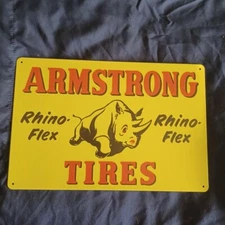 ARMSTRONG
Rhino-
Flex
Rhino-
Flex
TIRES